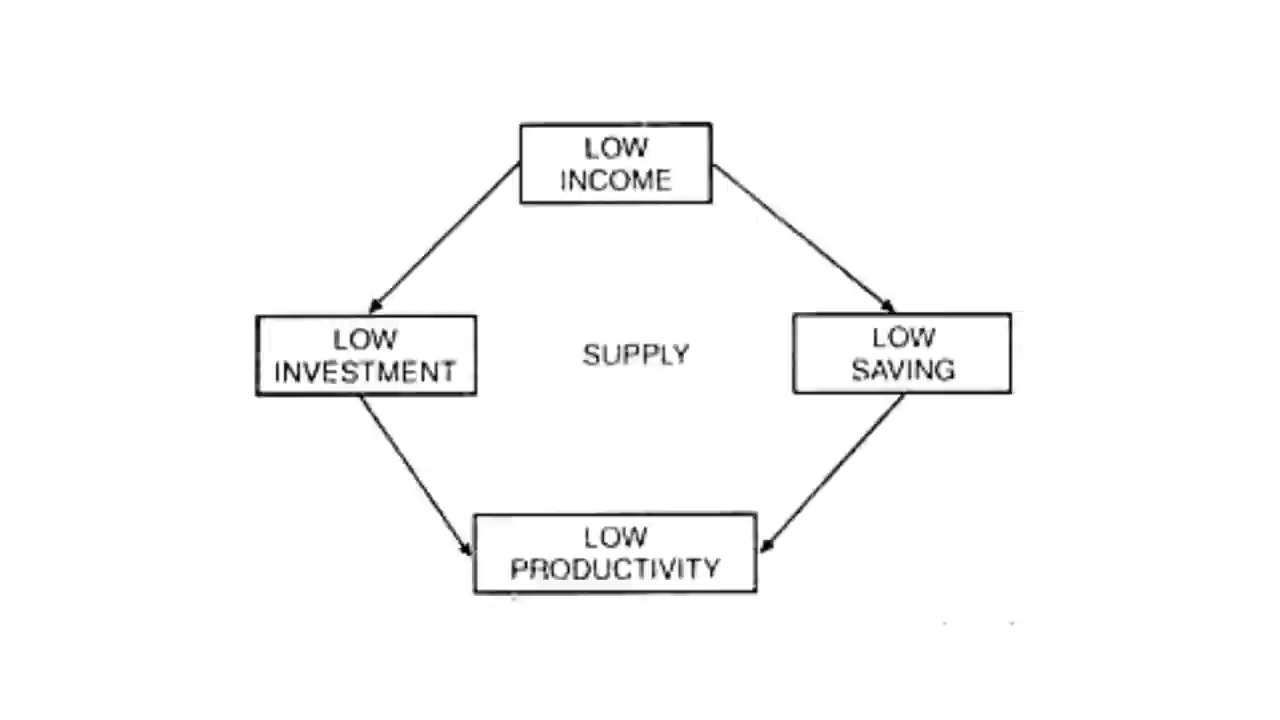 LOW
INCOME
LOW
INVESTMENT
SUPPLY
LOW
SAVING
LOW
PRODUCTIVITY